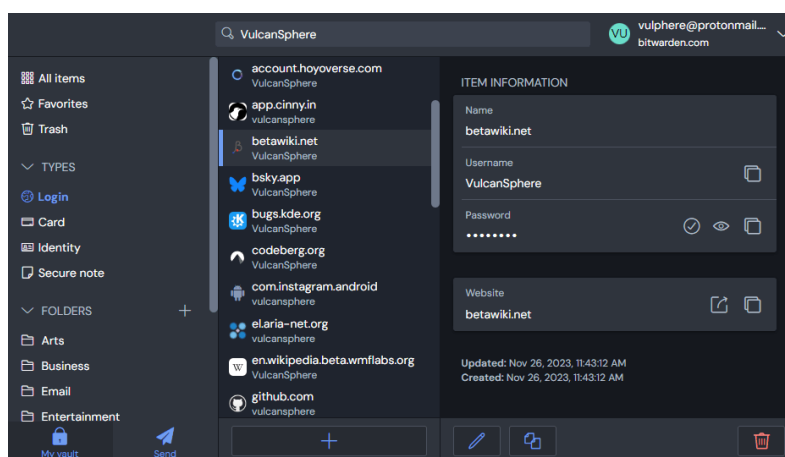 VulcanSphere
VU
vulphere@protonmail....
bitwarden.com
All items
Favorites
Trash
TYPES
Login
Card
Identity
Secure note
FOLDERS
Arts
Business
Email
Entertainment
My vault
Send
account.hoyoverse.com
VulcanSphere
app.cinny.in
vulcansphere
betawiki.net
VulcanSphere
bsky.app
VulcanSphere
bugs.kde.org
VulcanSphere
codeberg.org
VulcanSphere
com.instagram.android
vulcansphere
el.aria-net.org
vulcansphere
W
en.wikipedia.beta.wmflabs.org
VulcanSphere
github.com
vulcansphere
ITEM INFORMATION
Name
betawiki.net
Username
VulcanSphere
Password
••••••••
Website
betawiki.net
Updated: Nov 26, 2023, 11:43:12 AM
Created: Nov 26, 2023, 11:43:12 AM